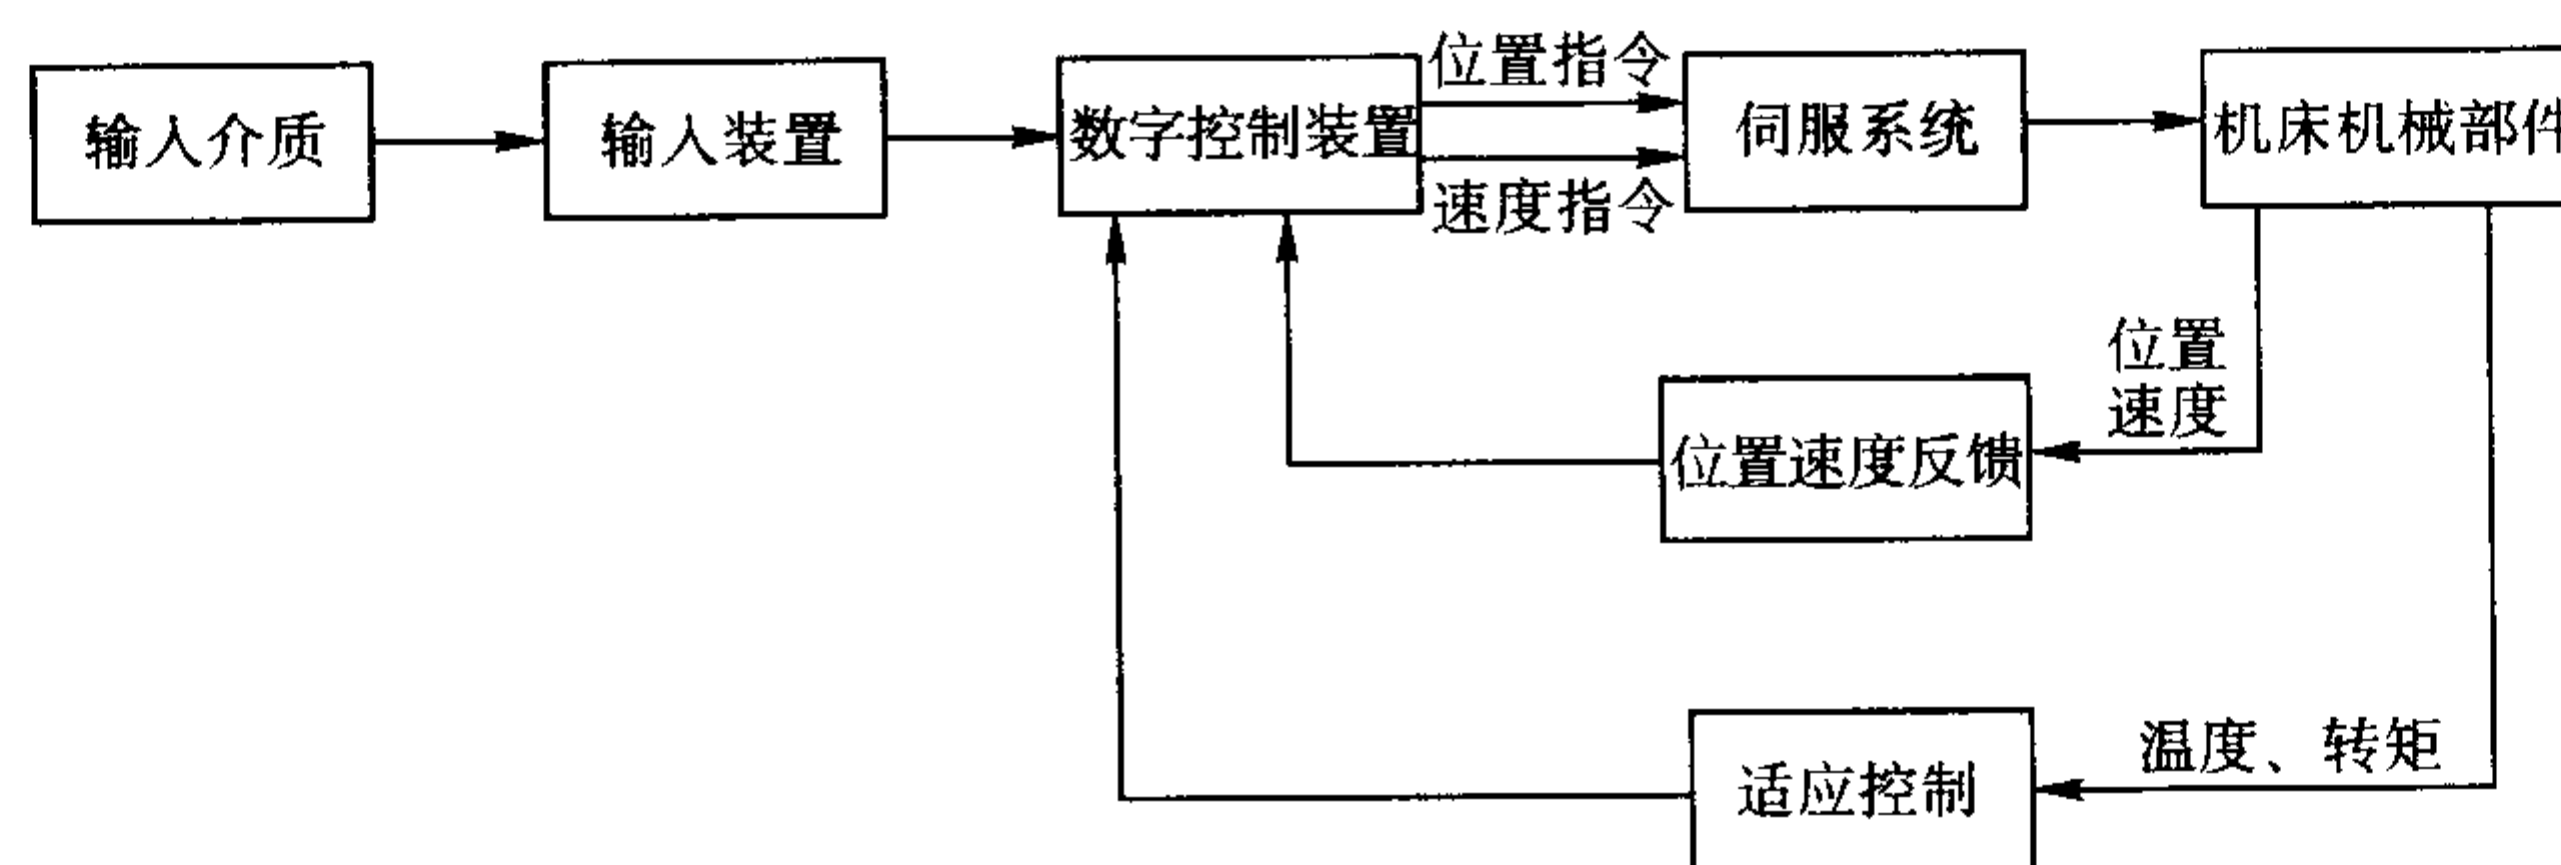 输入介质
输入装置
数字控制装置
位置指令
速度指令
伺服系统
机床机械部件
位置
速度
位置速度反馈
温度、转矩
适应控制